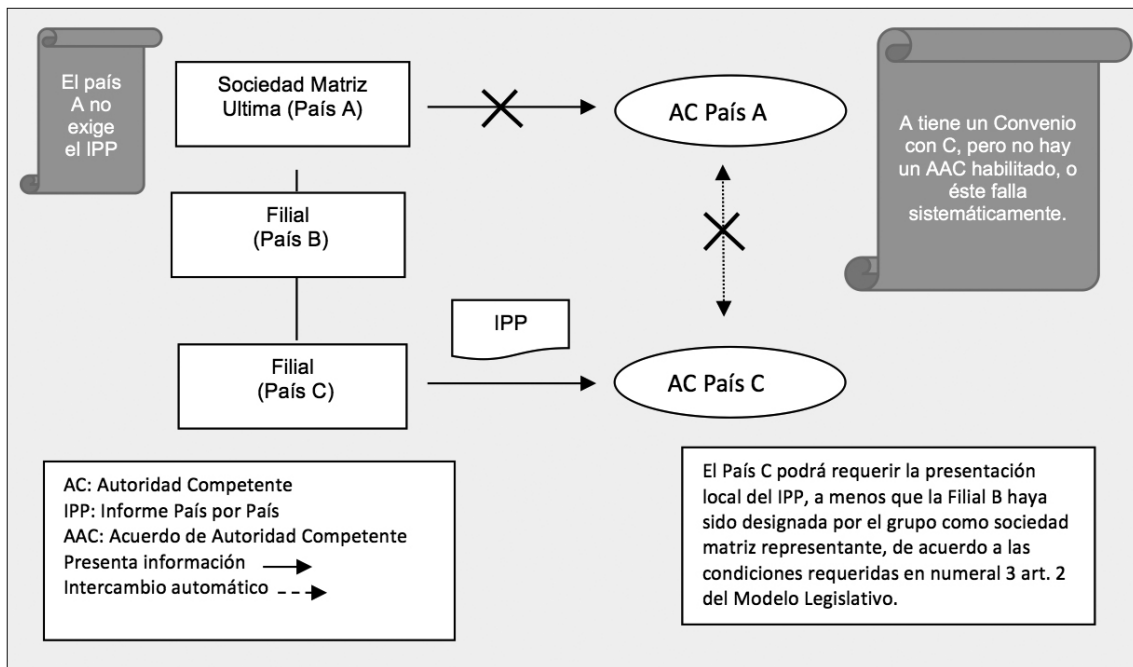 El país
A no
exige
el IPP
Sociedad Matriz
Ultima (País A)
AC País A
A tiene un Convenio
con C, pero no hay
un AAC habilitado, o
éste falla
sistemáticamente.
Filial
(País B)
IPP
Filial
(País C)
AC País C
AC: Autoridad Competente
IPP: Informe País por País
AAC: Acuerdo de Autoridad Competente
Presenta información
Intercambio automático
El País C podrá requerir la presentación
local del IPP, a menos que la Filial B haya
sido designada por el grupo como sociedad
matriz representante, de acuerdo a las
condiciones requeridas en numeral 3 art. 2
del Modelo Legislativo.